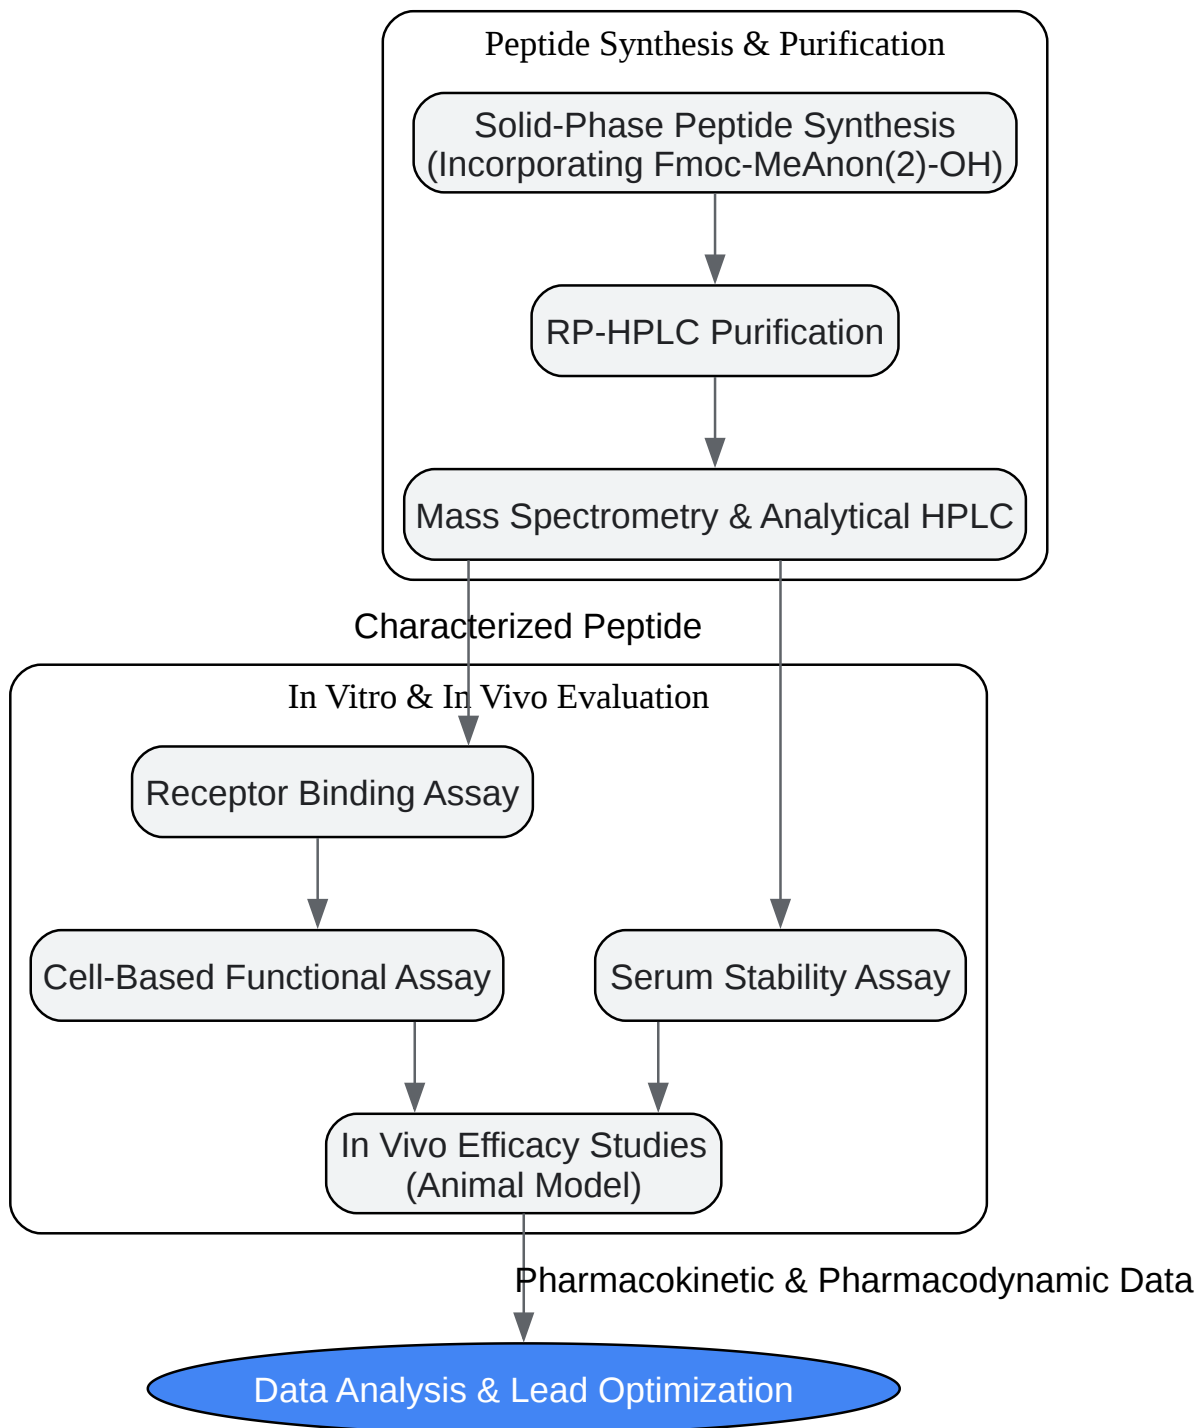 Peptide Synthesis & Purification
Solid-Phase Peptide Synthesis
(Incorporating Fmoc-MeAnon(2)-OH)
RP-HPLC Purification
Mass Spectrometry & Analytical HPLC
Characterized Peptide
In Vitro & In Vivo Evaluation
Receptor Binding Assay
Cell-Based Functional Assay
Serum Stability Assay
In Vivo Efficacy Studies
(Animal Model)
Pharmacokinetic & Pharmacodynamic Data
Data Analysis & Lead Optimization